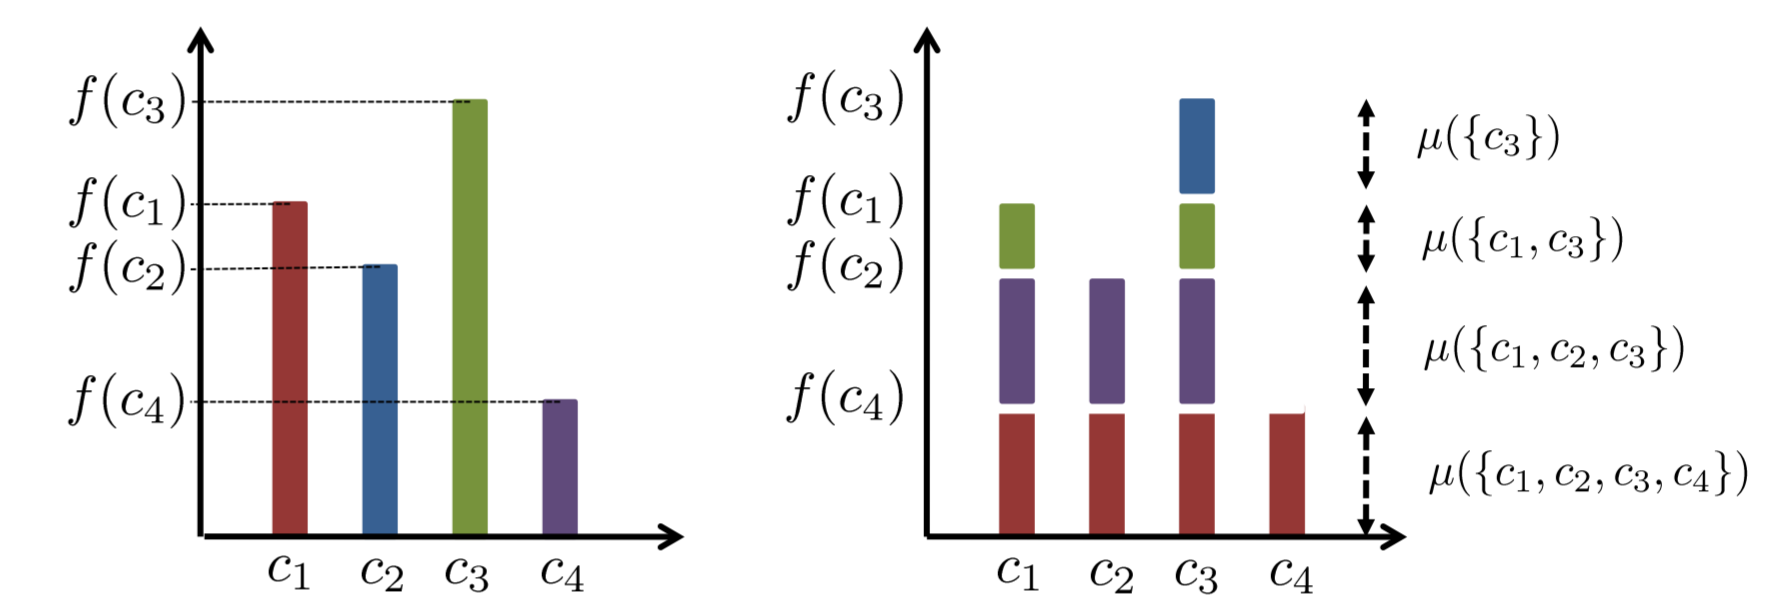 f(c₃)
f(c₁)
f(c₂)
f(c₄)
c₁ c₂ c₃ c₄
f(c₃)
f(c₁)
f(c₂)
f(c₄)
c₁ c₂ c₃ c₄
μ({c₃})
μ({c₁, c₃})
μ({c₁, c₂, c₃})
μ({c₁, c₂, c₃, c₄})